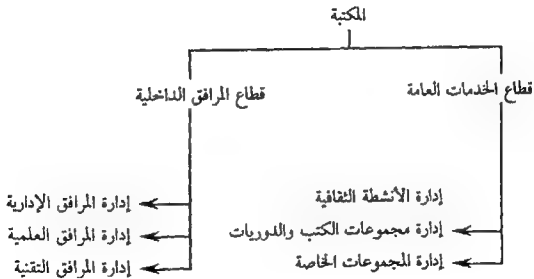 المكتبة
قطاع الخدمات العامة
قطاع المرافق الداخلية
إدارة الأنشطة الثقافية
إدارة مجموعات الكتب والدوريات
إدارة المجموعات الخاصة
إدارة المرافق الإدارية
إدارة المرافق العلمية
إدارة المرافق التقنية